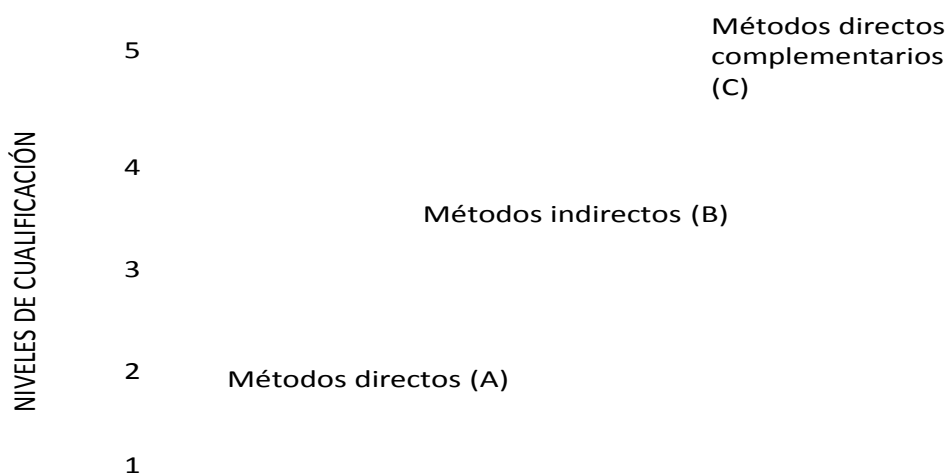 Métodos directos
complementarios
(C)
5
4
Métodos indirectos (B)
3
2
Métodos directos (A)
1
NIVELES DE CUALIFICACIÓN